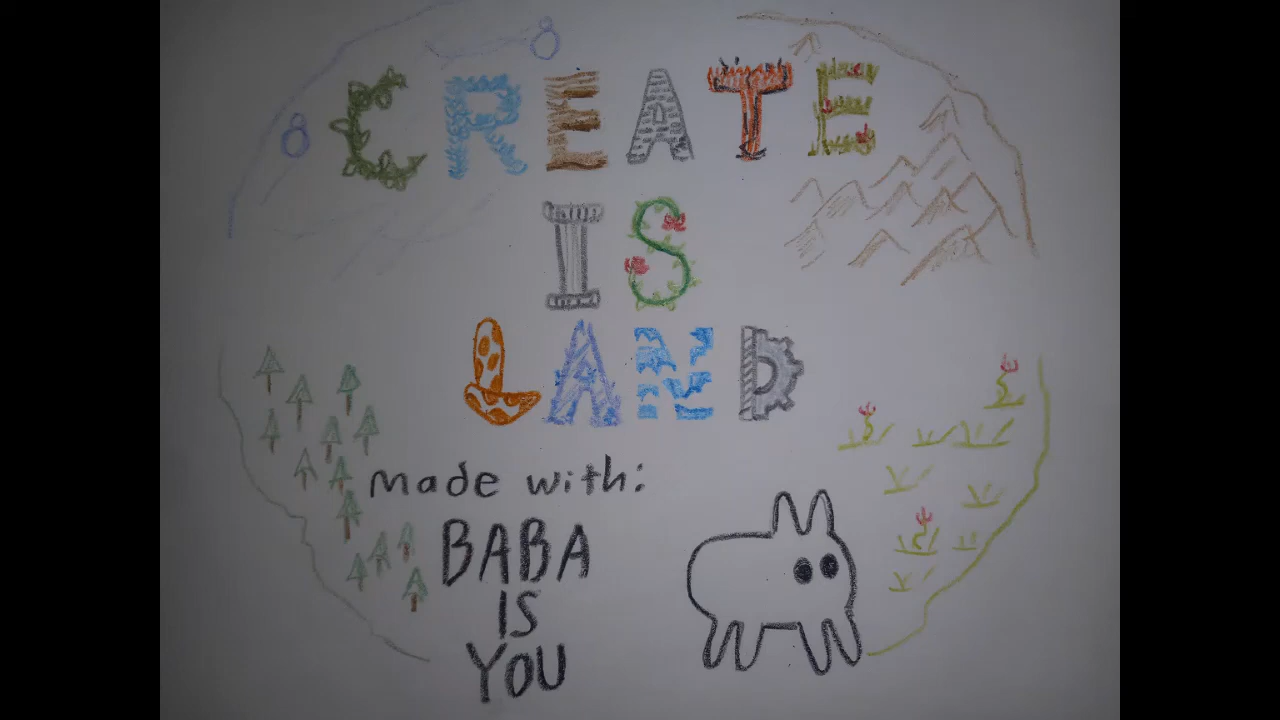 CREATE
IS
LAND
made with:
BABA
IS
YOU